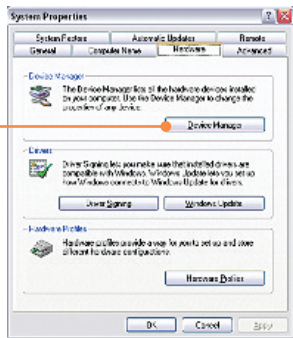 System Properties
System Restore
Automatic Updates
Remote
General
Computer Name
Hardware
Advanced
Device Manager
The Device Manager lists all the hardware devices installed
on your computer. Use the Device Manager to change the
properties of any device.
Device Manager
Drivers
Driver Signing lets you make sure that installed drivers are
compatible with Windows. Windows Update lets you set up
how Windows connects to Windows Update for drivers.
Driver Signing
Windows Update
Hardware Profiles
Hardware profiles provide a way for you to set up and store
different hardware configurations.
Hardware Profiles
OK
Cancel
Apply